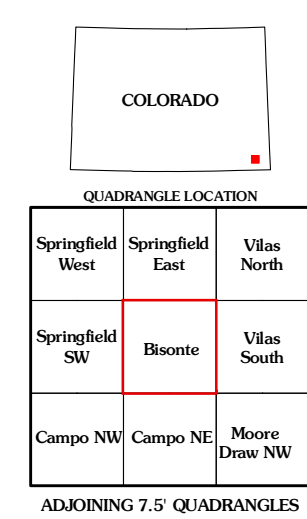 COLORADO
QUADRANGLE LOCATION
Springfield West
Springfield East
Vilas North
Springfield SW
Bisonte
Vilas South
Campo NW
Campo NE
Moore Draw NW
ADJOINING 7.5' QUADRANGLES